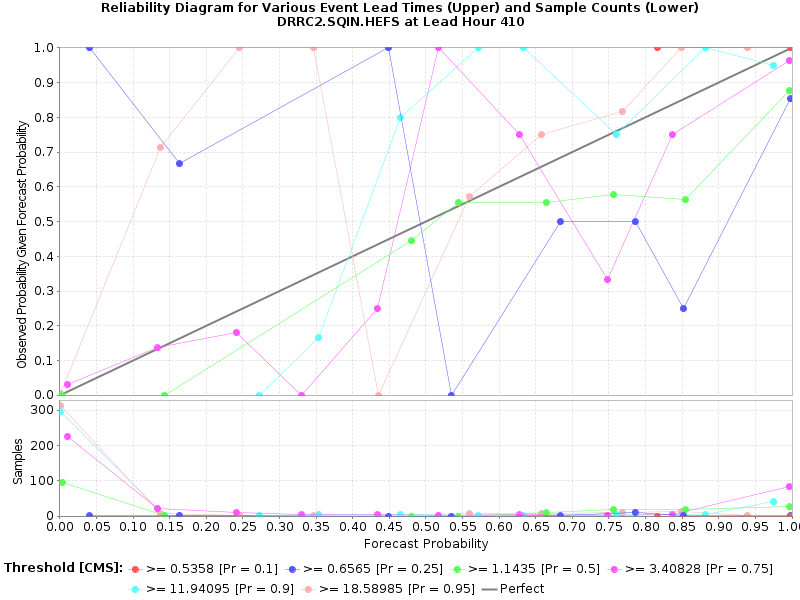 Reliability Diagram for Various Event Lead Times (Upper) and Sample Counts (Lower)
DRRC2.SQIN.HEFS at Lead Hour 410
Observed Probability Given Forecast Probability
1.0
0.9
0.8
0.7
0.6
0.5
0.4
0.3
0.2
0.1
0.0
Samples
300
200
100
0
0.00 0.05 0.10 0.15 0.20 0.25 0.30 0.35 0.40 0.45 0.50 0.55 0.60 0.65 0.70 0.75 0.80 0.85 0.90 0.95 1.0
Forecast Probability
Threshold [CMS]: >= 0.5358 [Pr = 0.1] >= 0.6565 [Pr = 0.25] >= 1.1435 [Pr = 0.5] >= 3.40828 [Pr = 0.75]
>= 11.94095 [Pr = 0.9] >= 18.58985 [Pr = 0.95] Perfect